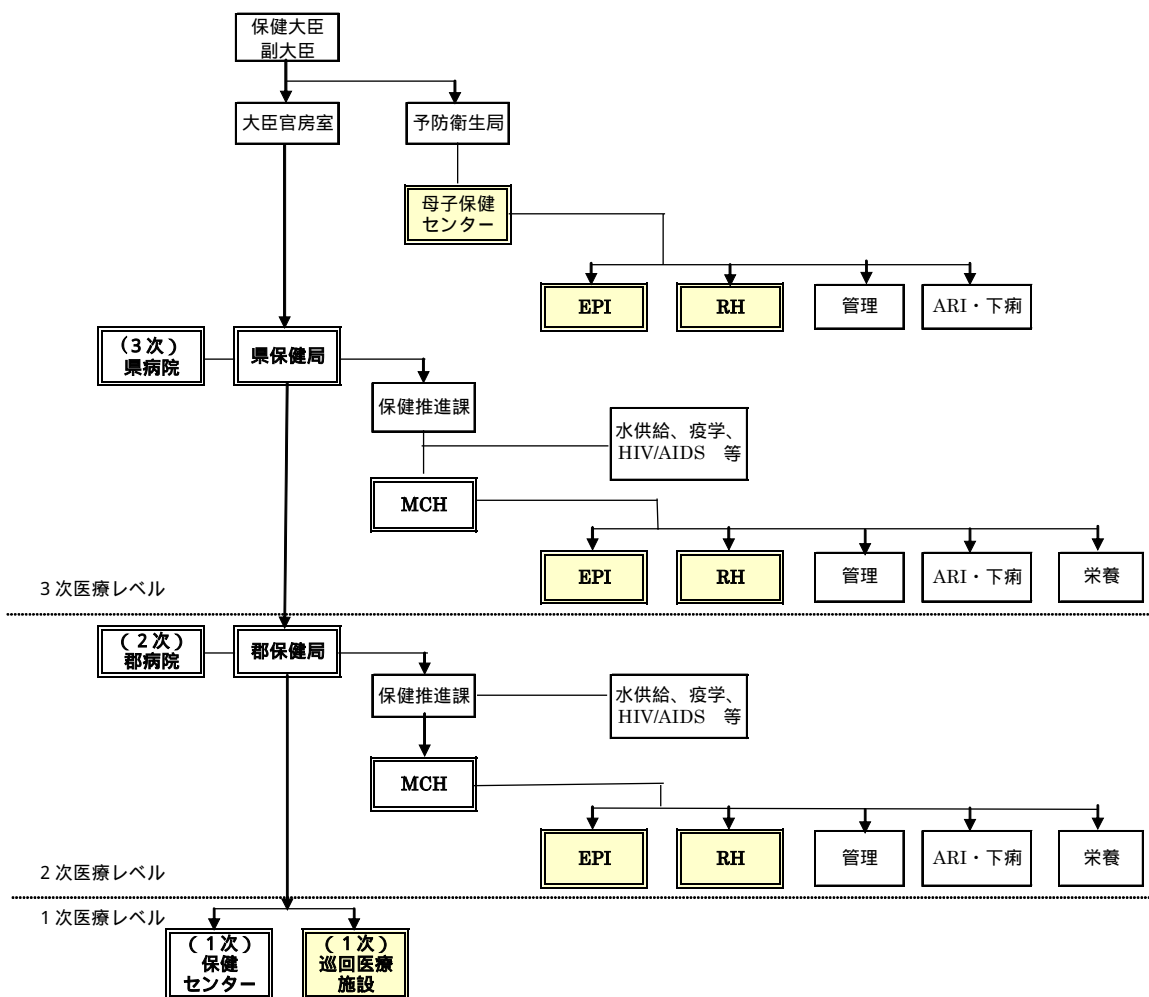 保健大臣
副大臣
大臣官房室
予防衛生局
母子保健
センター
EPI
RH
管理
ARI・下痢
(3次)
県病院
県保健局
保健推進課
水供給、疫学、
HIV/AIDS 等
MCH
EPI
RH
管理
ARI・下痢
栄養
3次医療レベル
(2次)
郡病院
郡保健局
保健推進課
水供給、疫学、
HIV/AIDS 等
MCH
EPI
RH
管理
ARI・下痢
栄養
2次医療レベル
1次医療レベル
(1次)
保健
センター
(1次)
巡回医療
施設